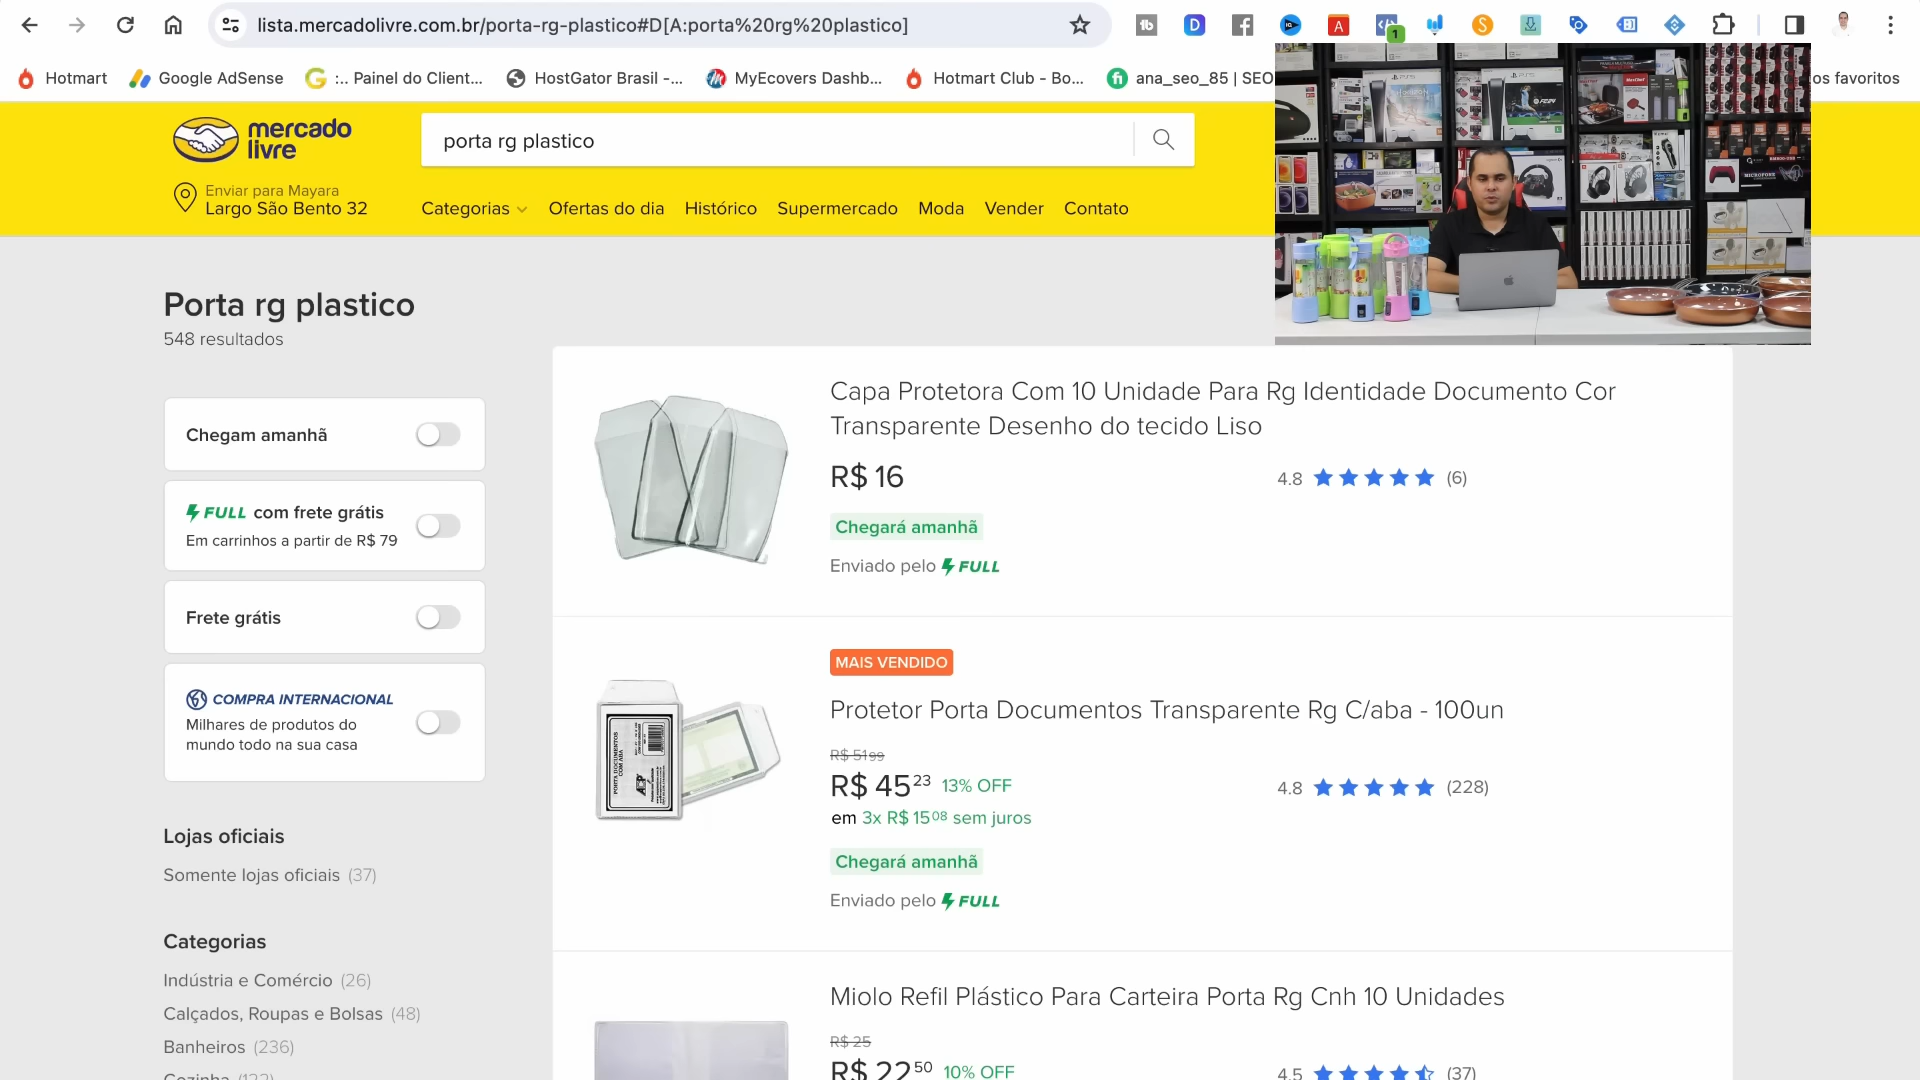 lista.mercadolivre.com.br/porta-rg-plastico#D[A:porta%20rg%20plastico]
Hotmart
Google AdSense
:.. Painel do Client...
HostGator Brasil -...
MyEcovers Dashb...
Hotmart Club - Bo...
ana_seo_85 | SEO
os favoritos
mercado
livre
porta rg plastico
Enviar para Mayara
Largo São Bento 32
Categorias
Ofertas do dia
Histórico
Supermercado
Moda
Vender
Contato
Porta rg plastico
548 resultados
Chegam amanhã
FULL com frete grátis
Em carrinhos a partir de R$ 79
Frete grátis
COMPRA INTERNACIONAL
Milhares de produtos do
mundo todo na sua casa
Lojas oficiais
Somente lojas oficiais (37)
Categorias
Indústria e Comércio (26)
Calçados, Roupas e Bolsas (48)
Banheiros (236)
Cozinha (122)
Capa Protetora Com 10 Unidade Para Rg Identidade Documento Cor
Transparente Desenho do tecido Liso
R$ 16
4.8 (6)
Chegará amanhã
Enviado pelo FULL
MAIS VENDIDO
Protetor Porta Documentos Transparente Rg C/aba - 100un
R$ 51 99
R$ 45 23 13% OFF
4.8 (228)
em 3x R$ 15 08 sem juros
Chegará amanhã
Enviado pelo FULL
PORTA DOCUMENTOS
COM ABA
ACP
Miolo Refil Plástico Para Carteira Porta Rg Cnh 10 Unidades
R$ 25
R$ 22 50 10% OFF
4.5 (37)